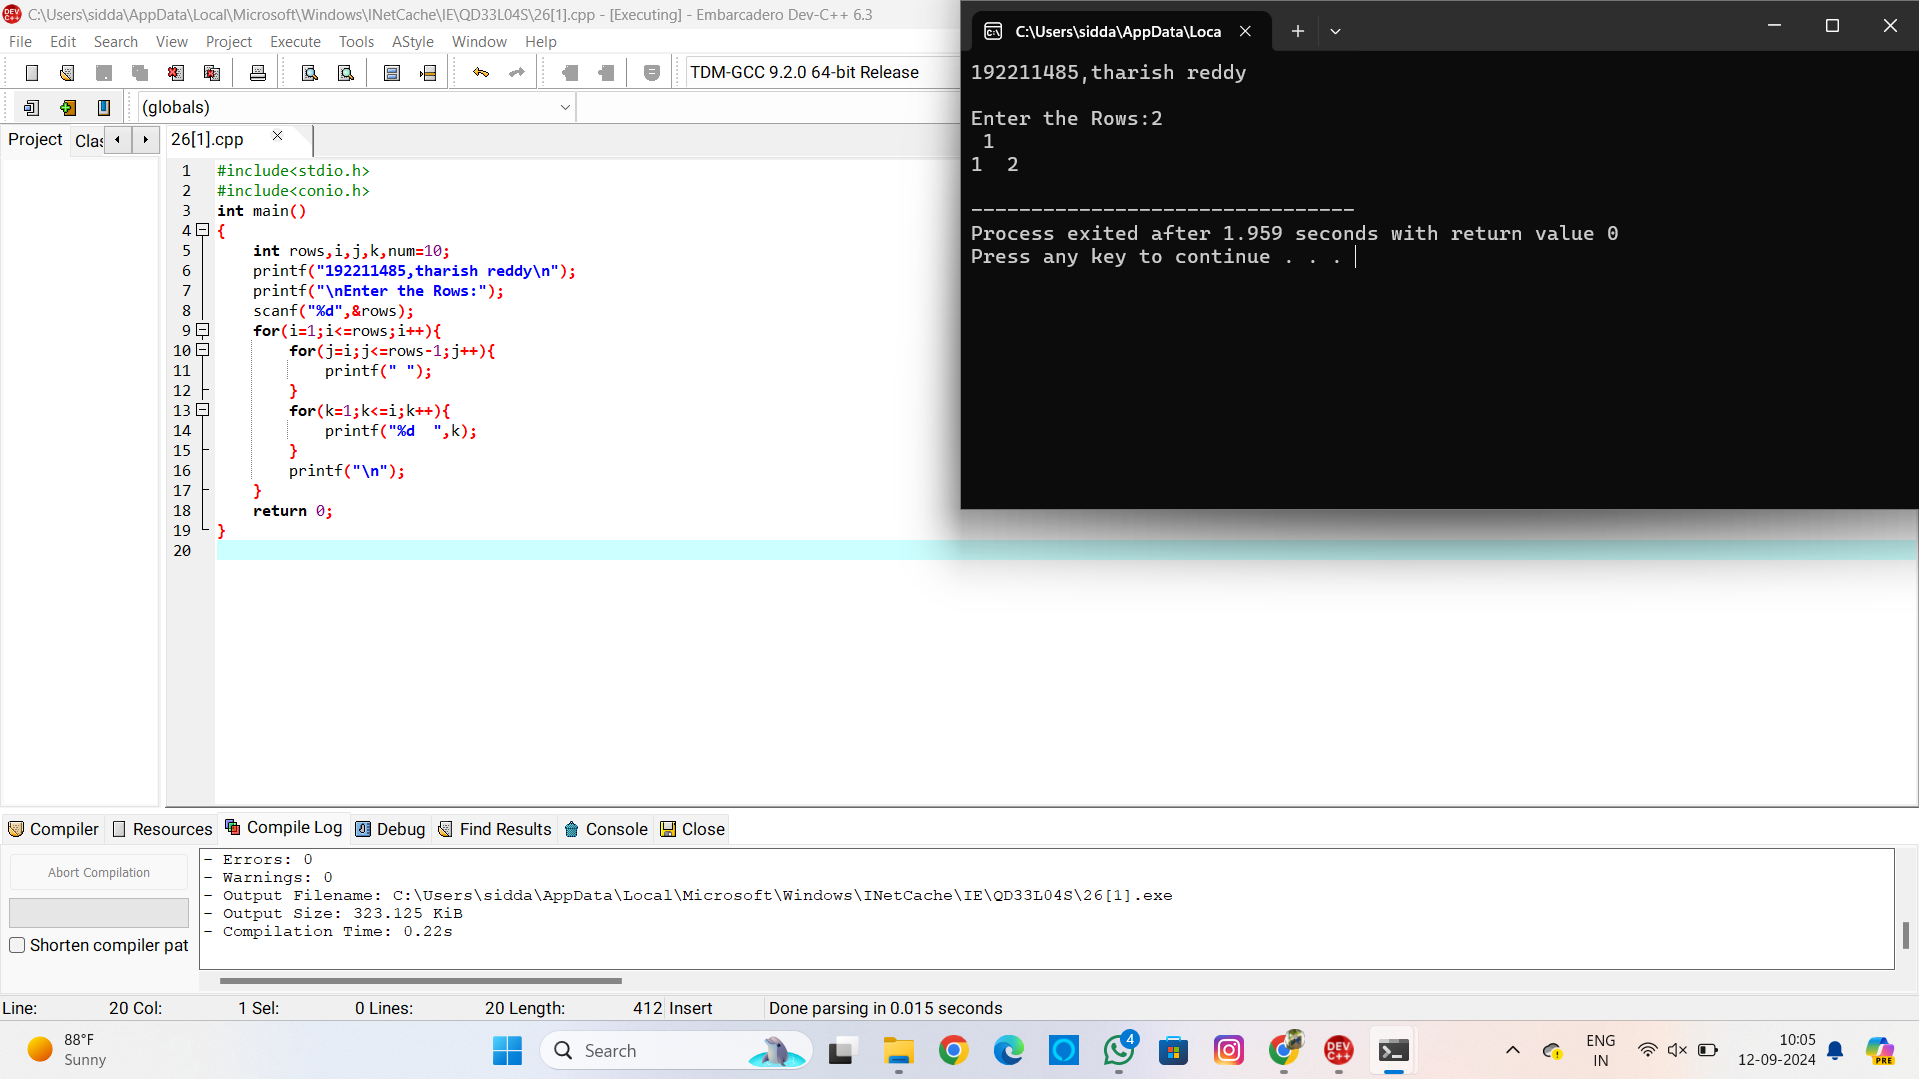 C:\Users\sidda\AppData\Local\Microsoft\Windows\INetCache\IE\QD33L04S\26[1].cpp - [Executing] - Embarcadero Dev-C++ 6.3
File Edit Search View Project Execute Tools AStyle Window Help
TDM-GCC 9.2.0 64-bit Release
(globals)
Project Clas
26[1].cpp
1 #include<stdio.h>
2 #include<conio.h>
3 int main()
4 {
5     int rows,i,j,k,num=10;
6     printf("192211485,tharish reddy\n");
7     printf("\nEnter the Rows:");
8     scanf("%d",&rows);
9     for(i=1;i<=rows;i++){
10         for(j=i;j<=rows-1;j++){
11             printf(" ");
12         }
13         for(k=1;k<=i;k++){
14             printf("%d  ",k);
15         }
16         printf("\n");
17     }
18     return 0;
19 }
20
C:\Users\sidda\AppData\Loca
192211485,tharish reddy
Enter the Rows:2
 1
1  2
--------------------------------
Process exited after 1.959 seconds with return value 0
Press any key to continue . . .
Compiler Resources Compile Log Debug Find Results Console Close
Abort Compilation
Shorten compiler pat
- Errors: 0
- Warnings: 0
- Output Filename: C:\Users\sidda\AppData\Local\Microsoft\Windows\INetCache\IE\QD33L04S\26[1].exe
- Output Size: 323.125 KiB
- Compilation Time: 0.22s
Line: 20 Col: 1 Sel: 0 Lines: 20 Length: 412 Insert Done parsing in 0.015 seconds
88°F
Sunny
Search
4
DEV C++
ENG
IN
10:05
12-09-2024
PRE